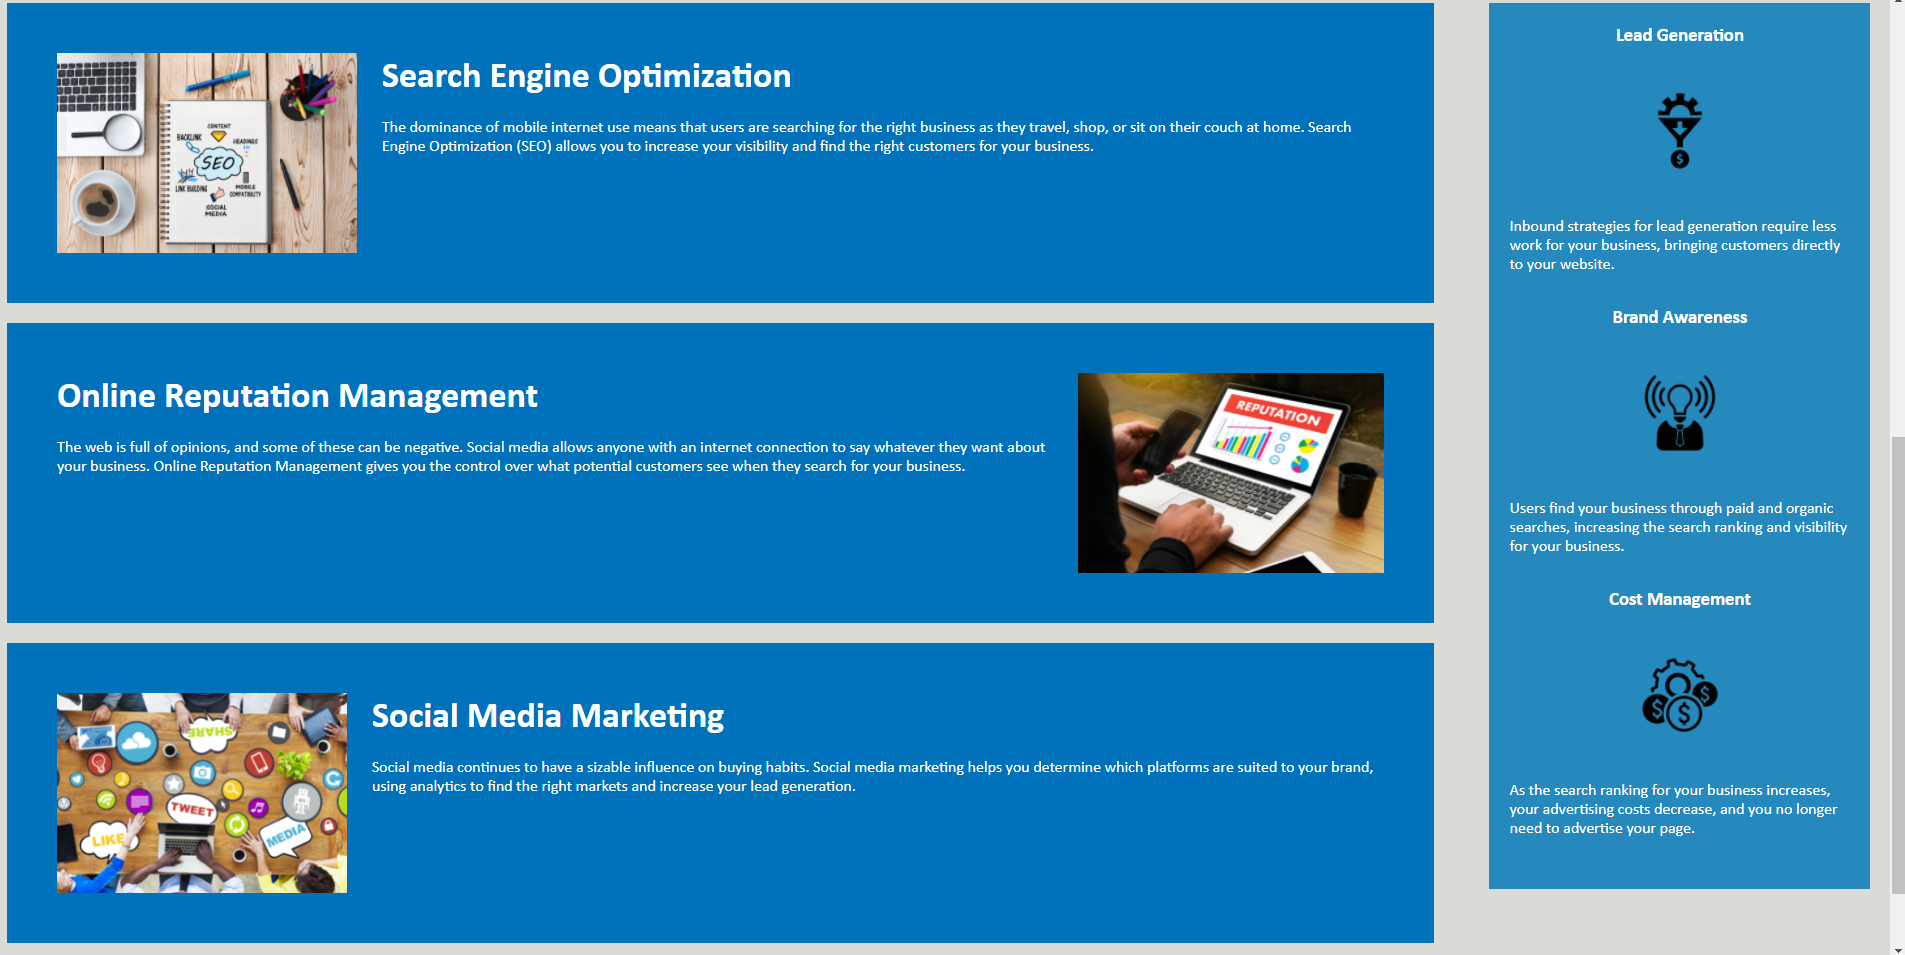 Search Engine Optimization
The dominance of mobile internet use means that users are searching for the right business as they travel, shop, or sit on their couch at home. Search
Engine Optimization (SEO) allows you to increase your visibility and find the right customers for your business.
CONTENT
BACKLINK
HEADINGS
SEO
LINK BUILDING
MOBILE
COMPATIBILITY
SOCIAL
MEDIA
Online Reputation Management
The web is full of opinions, and some of these can be negative. Social media allows anyone with an internet connection to say whatever they want about
your business. Online Reputation Management gives you the control over what potential customers see when they search for your business.
REPUTATION
Social Media Marketing
Social media continues to have a sizable influence on buying habits. Social media marketing helps you determine which platforms are suited to your brand,
using analytics to find the right markets and increase your lead generation.
SHARE
TWEET
LIKE
MEDIA
Lead Generation
$
Inbound strategies for lead generation require less
work for your business, bringing customers directly
to your website.
Brand Awareness
Users find your business through paid and organic
searches, increasing the search ranking and visibility
for your business.
Cost Management
$ $ $
As the search ranking for your business increases,
your advertising costs decrease, and you no longer
need to advertise your page.